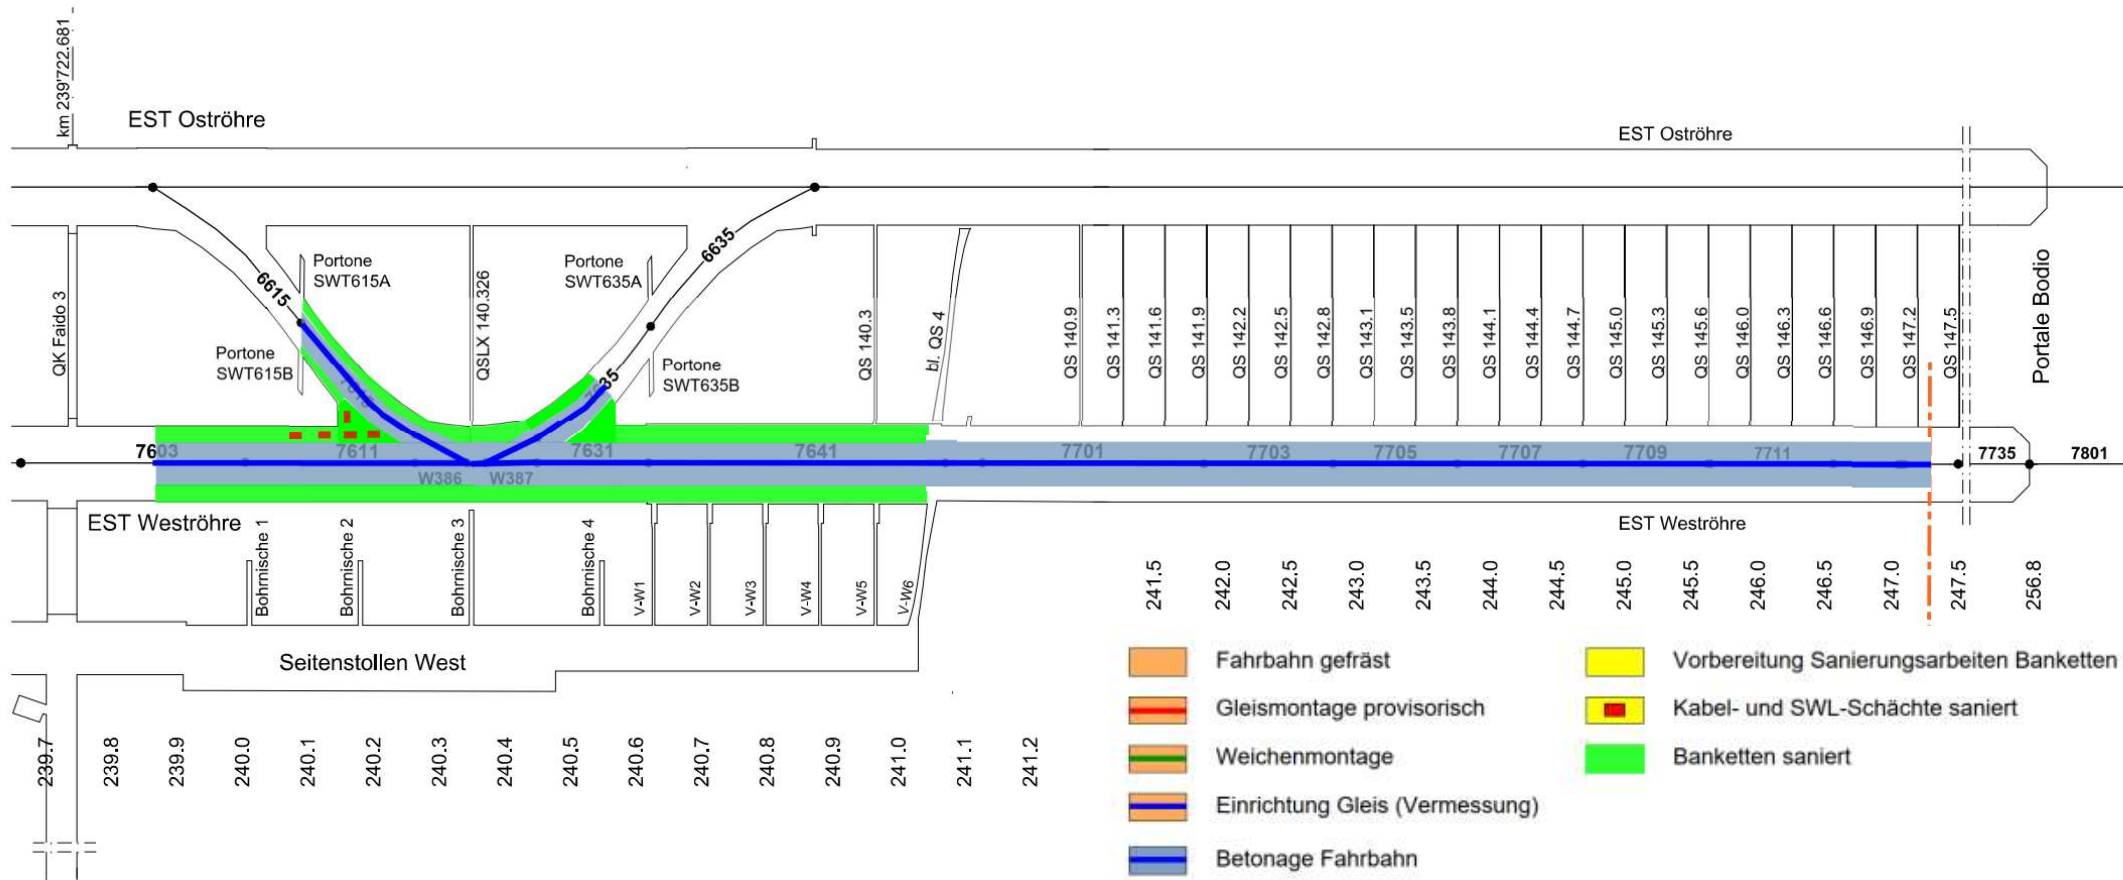 km 239'722.681
EST Oströhre
EST Oströhre
QK Faido 3
6615
Portone
SWT615A
Portone
SWT615B
7615
QSLX 140.326
Portone
SWT635A
6635
Portone
SWT635B
7635
QS 140.3
bl. QS 4
QS 140.9
QS 141.3
QS 141.6
QS 141.9
QS 142.2
QS 142.5
QS 142.8
QS 143.1
QS 143.5
QS 143.8
QS 144.1
QS 144.4
QS 144.7
QS 145.0
QS 145.3
QS 145.6
QS 146.0
QS 146.3
QS 146.6
QS 146.9
QS 147.2
QS 147.5
Portale Bodio
7603
7611
7631
7641
7701
7703
7705
7707
7709
7711
7735
7801
W386
W387
EST Weströhre
EST Weströhre
Bohrnische 1
Bohrnische 2
Bohrnische 3
Bohrnische 4
V-W1
V-W2
V-W3
V-W4
V-W5
V-W6
241.5
242.0
242.5
243.0
243.5
244.0
244.5
245.0
245.5
246.0
246.5
247.0
247.5
256.8
Seitenstollen West
239.7
239.8
239.9
240.0
240.1
240.2
240.3
240.4
240.5
240.6
240.7
240.8
240.9
241.0
241.1
241.2
Fahrbahn gefräst
Gleismontage provisorisch
Weichenmontage
Einrichtung Gleis (Vermessung)
Betonage Fahrbahn
Vorbereitung Sanierungsarbeiten Banketten
Kabel- und SWL-Schächte saniert
Banketten saniert